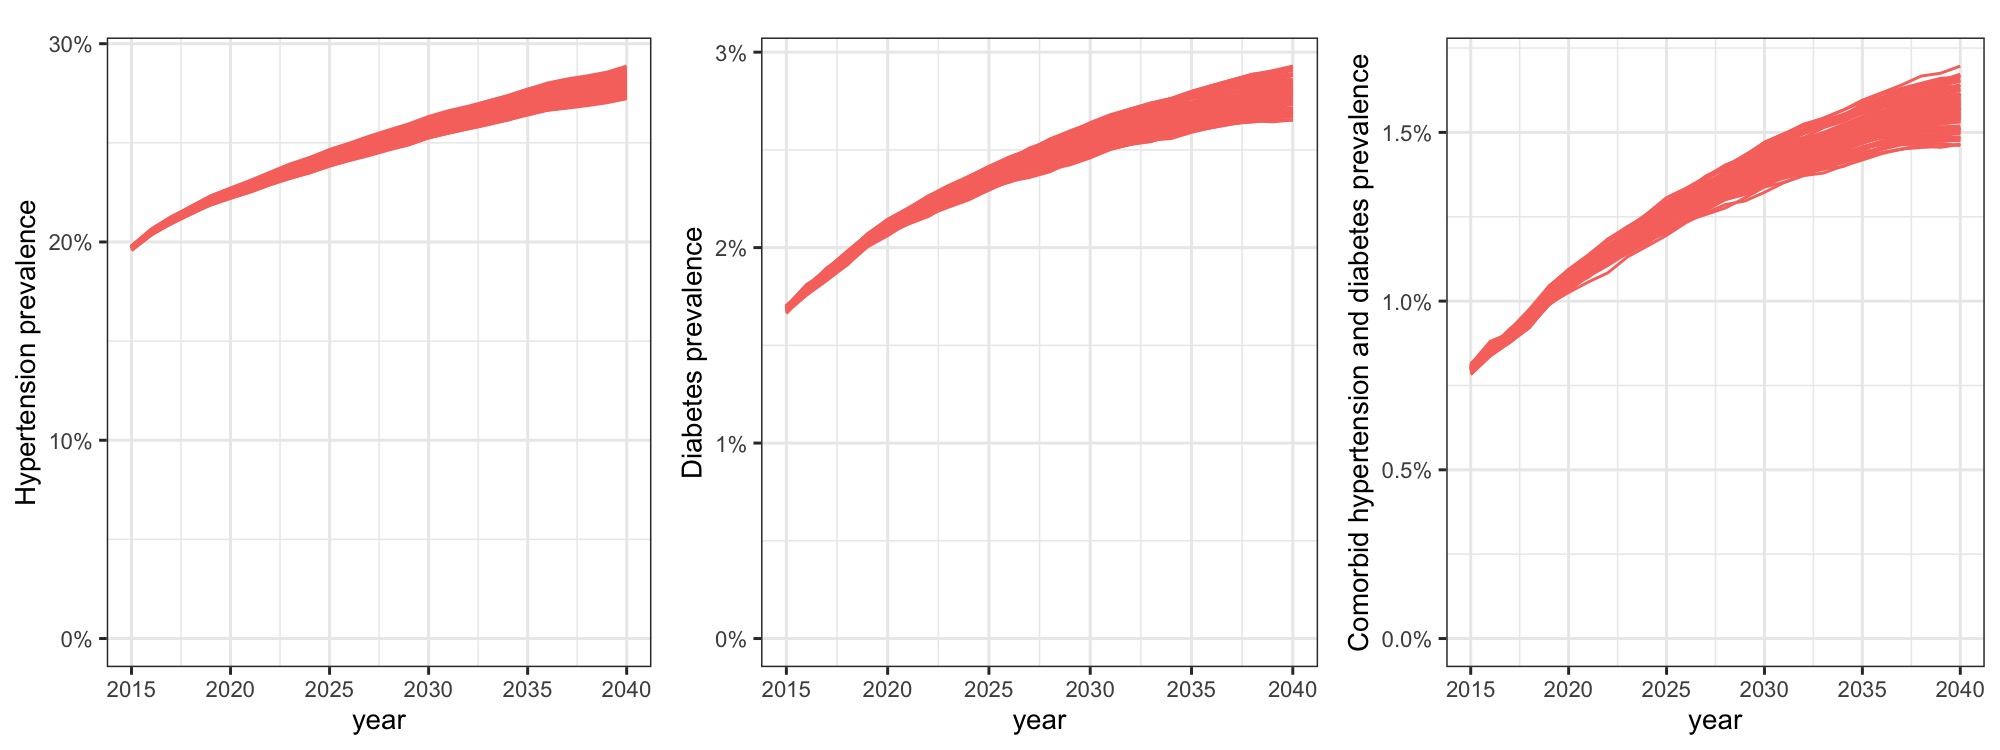 Hypertension prevalence
30%
20%
10%
0%
2015 2020 2025 2030 2035 2040
year
Diabetes prevalence
3%
2%
1%
0%
2015 2020 2025 2030 2035 2040
year
Comorbid hypertension and diabetes prevalence
1.5%
1.0%
0.5%
0.0%
2015 2020 2025 2030 2035 2040
year